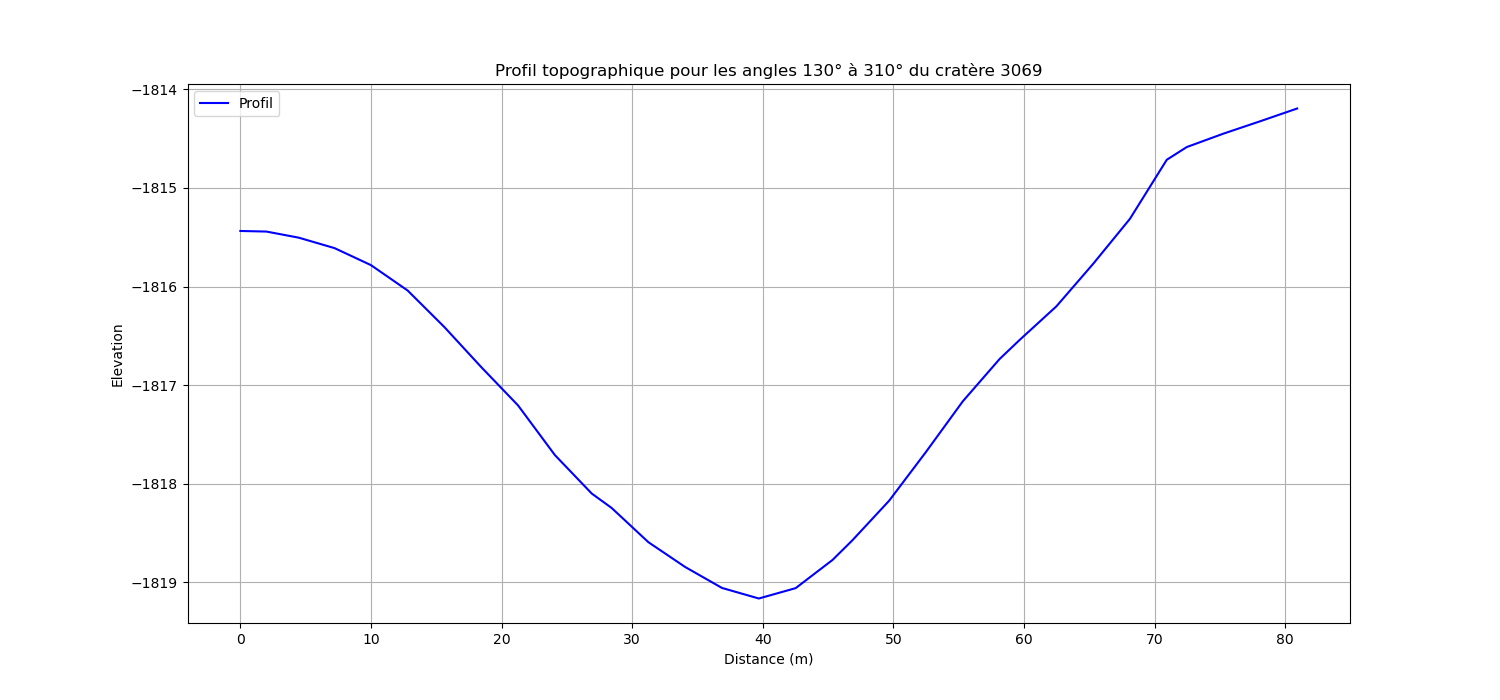 Profil topographique pour les angles 130° à 310° du cratère 3069
Profil
−1814
−1815
−1816
−1817
−1818
−1819
Elevation
0 10 20 30 40 50 60 70 80
Distance (m)